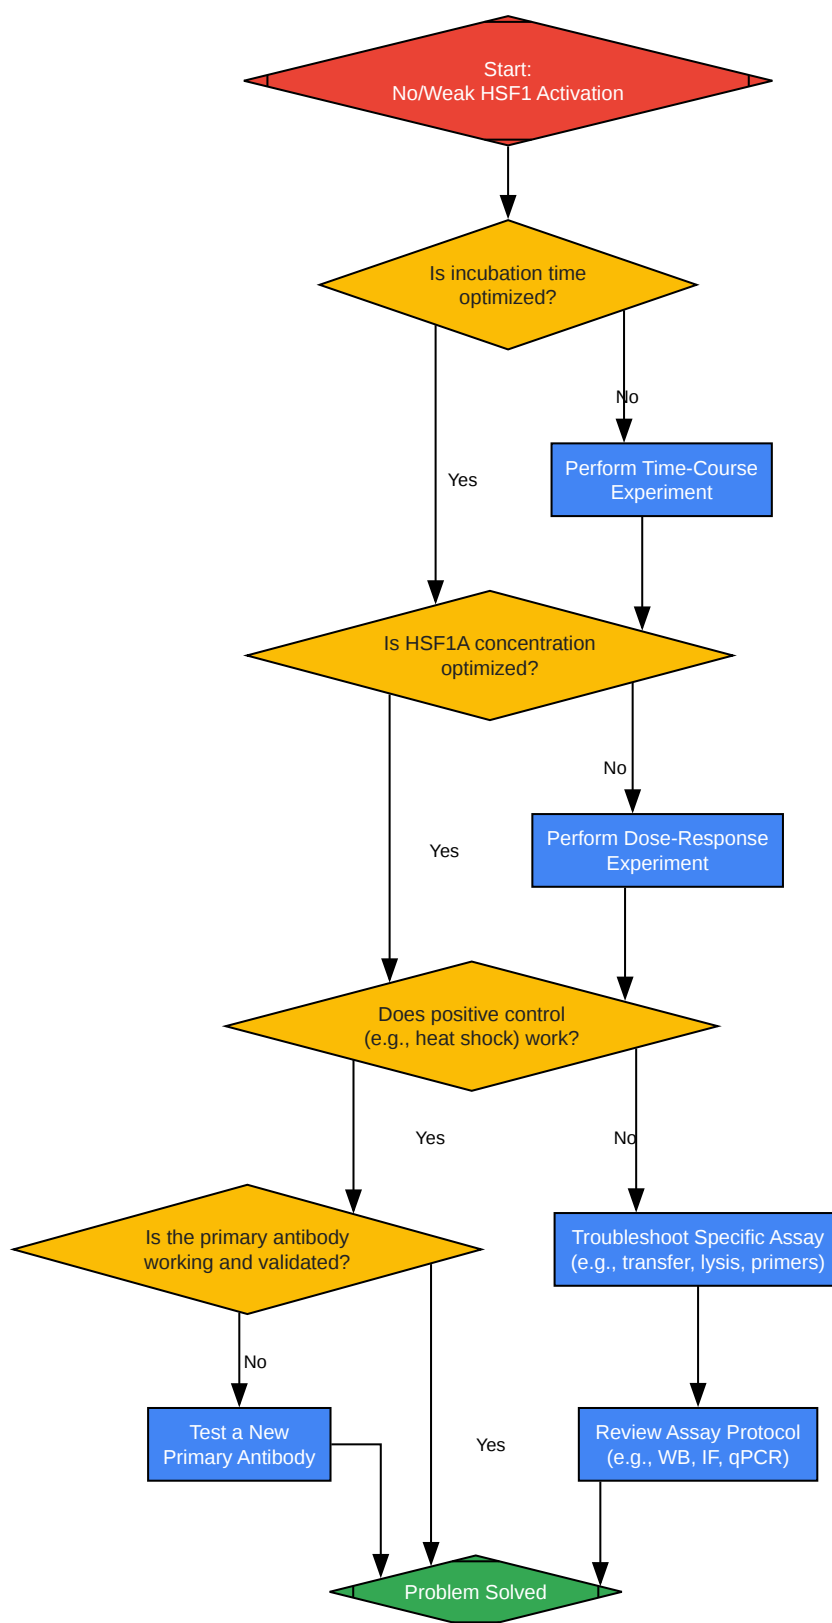 Start:
No/Weak HSF1 Activation
Is incubation time
optimized?
No
Perform Time-Course
Experiment
Yes
Is HSF1A concentration
optimized?
No
Perform Dose-Response
Experiment
Yes
Does positive control
(e.g., heat shock) work?
Yes
No
Is the primary antibody
working and validated?
Troubleshoot Specific Assay
(e.g., transfer, lysis, primers)
No
Test a New
Primary Antibody
Yes
Review Assay Protocol
(e.g., WB, IF, qPCR)
Problem Solved